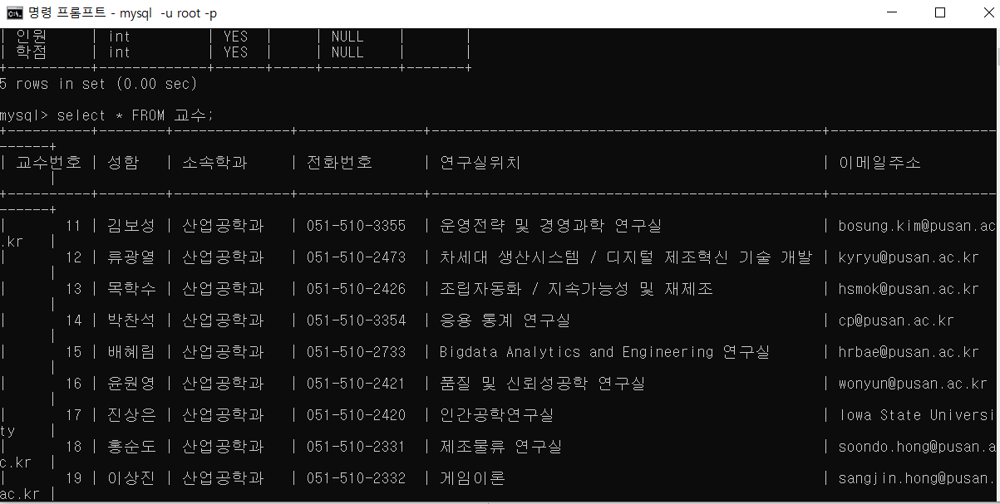 명령 프롬프트 - mysql  -u root -p
| 인원 | int | YES | | NULL | |
| 학점 | int | YES | | NULL | |
+----------+------------+------+-----+---------+-------+
5 rows in set (0.00 sec)
mysql> select * FROM 교수;
+----------+--------+--------------+---------------+-----------------------------------------------+--------------------
------+
| 교수번호 | 성함 | 소속학과 | 전화번호 | 연구실위치 | 이메일주소
|
+----------+--------+--------------+---------------+-----------------------------------------------+--------------------
------+
| 11 | 김보성 | 산업공학과 | 051-510-3355 | 운영전략 및 경영과학 연구실 | bosung.kim@pusan.ac
.kr |
| 12 | 류광열 | 산업공학과 | 051-510-2473 | 차세대 생산시스템 / 디지털 제조혁신 기술 개발 | kyryu@pusan.ac.kr
|
| 13 | 목학수 | 산업공학과 | 051-510-2426 | 조립자동화 / 지속가능성 및 재제조 | hsmok@pusan.ac.kr
|
| 14 | 박찬석 | 산업공학과 | 051-510-3354 | 응용 통계 연구실 | cp@pusan.ac.kr
|
| 15 | 배혜림 | 산업공학과 | 051-510-2733 | Bigdata Analytics and Engineering 연구실 | hrbae@pusan.ac.kr
|
| 16 | 윤원영 | 산업공학과 | 051-510-2421 | 품질 및 신뢰성공학 연구실 | wonyun@pusan.ac.kr
|
| 17 | 진상은 | 산업공학과 | 051-510-2420 | 인간공학연구실 | Iowa State Universi
ty |
| 18 | 홍순도 | 산업공학과 | 051-510-2331 | 제조물류 연구실 | soondo.hong@pusan.a
c.kr |
| 19 | 이상진 | 산업공학과 | 051-510-2332 | 게임이론 | sangjin.hong@pusan.
ac.kr |